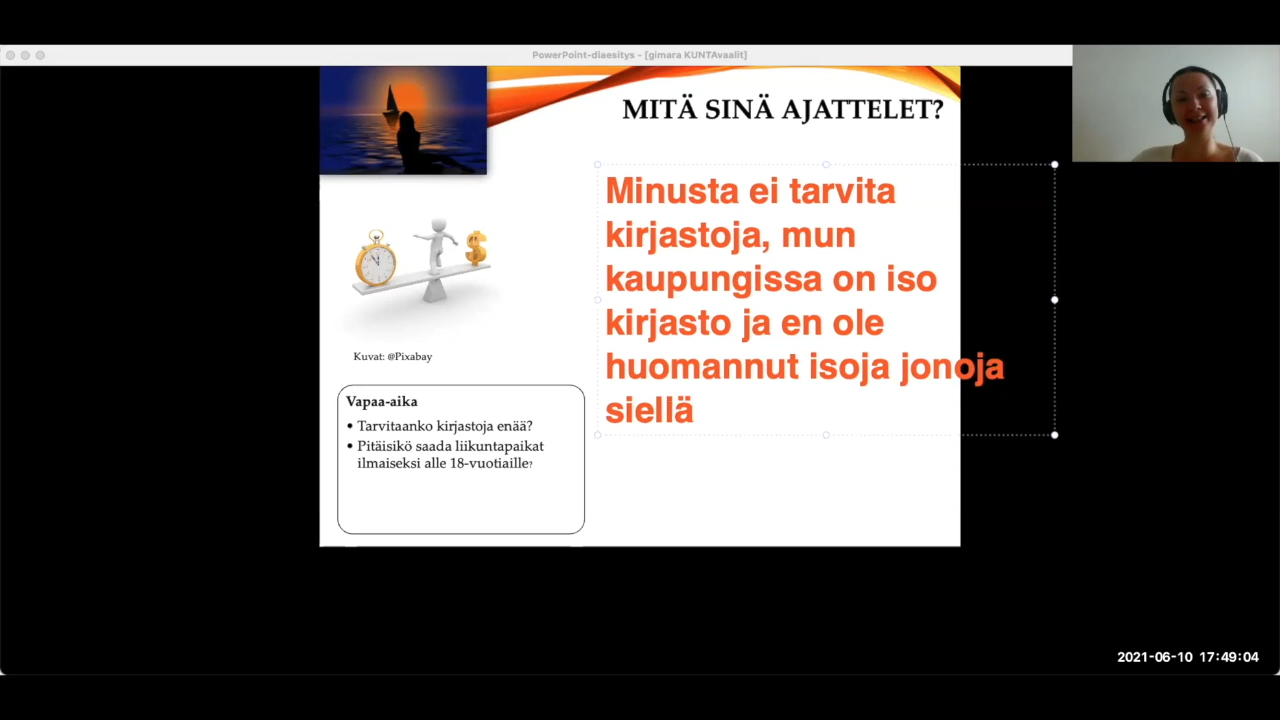 PowerPoint-diaesitys - [gimara KUNTAvaalit]
MITÄ SINÄ AJATTELET?
Minusta ei tarvita
kirjastoja, mun
kaupungissa on iso
kirjasto ja en ole
huomannut isoja jonoja
siellä
Kuvat: @Pixabay
Vapaa-aika
• Tarvitaanko kirjastoja enää?
• Pitäisikö saada liikuntapaikat
ilmaiseksi alle 18-vuotiaille?
2021-06-10 17:49:04